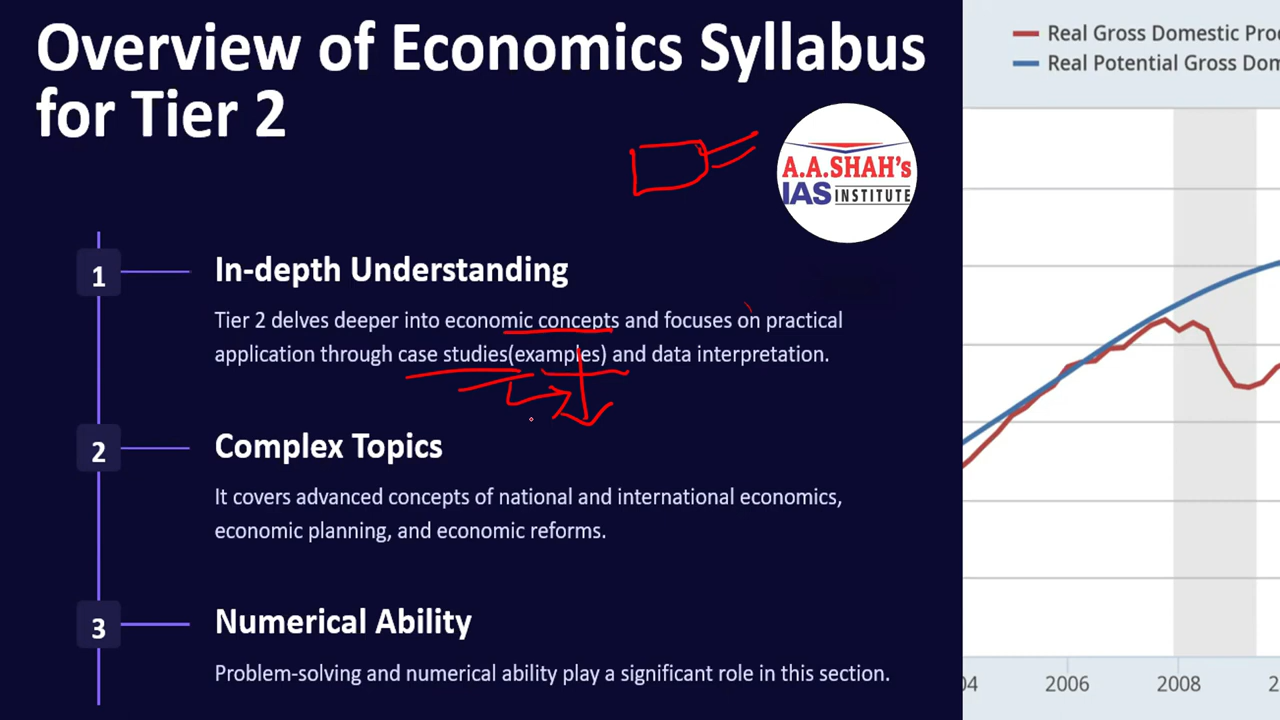 Overview of Economics Syllabus
for Tier 2
A.A.SHAH's
IAS INSTITUTE
1
In-depth Understanding
Tier 2 delves deeper into economic concepts and focuses on practical
application through case studies(examples) and data interpretation.
2
Complex Topics
It covers advanced concepts of national and international economics,
economic planning, and economic reforms.
3
Numerical Ability
Problem-solving and numerical ability play a significant role in this section.
Real Gross Domestic Pro
Real Potential Gross Dom
04 2006 2008 2